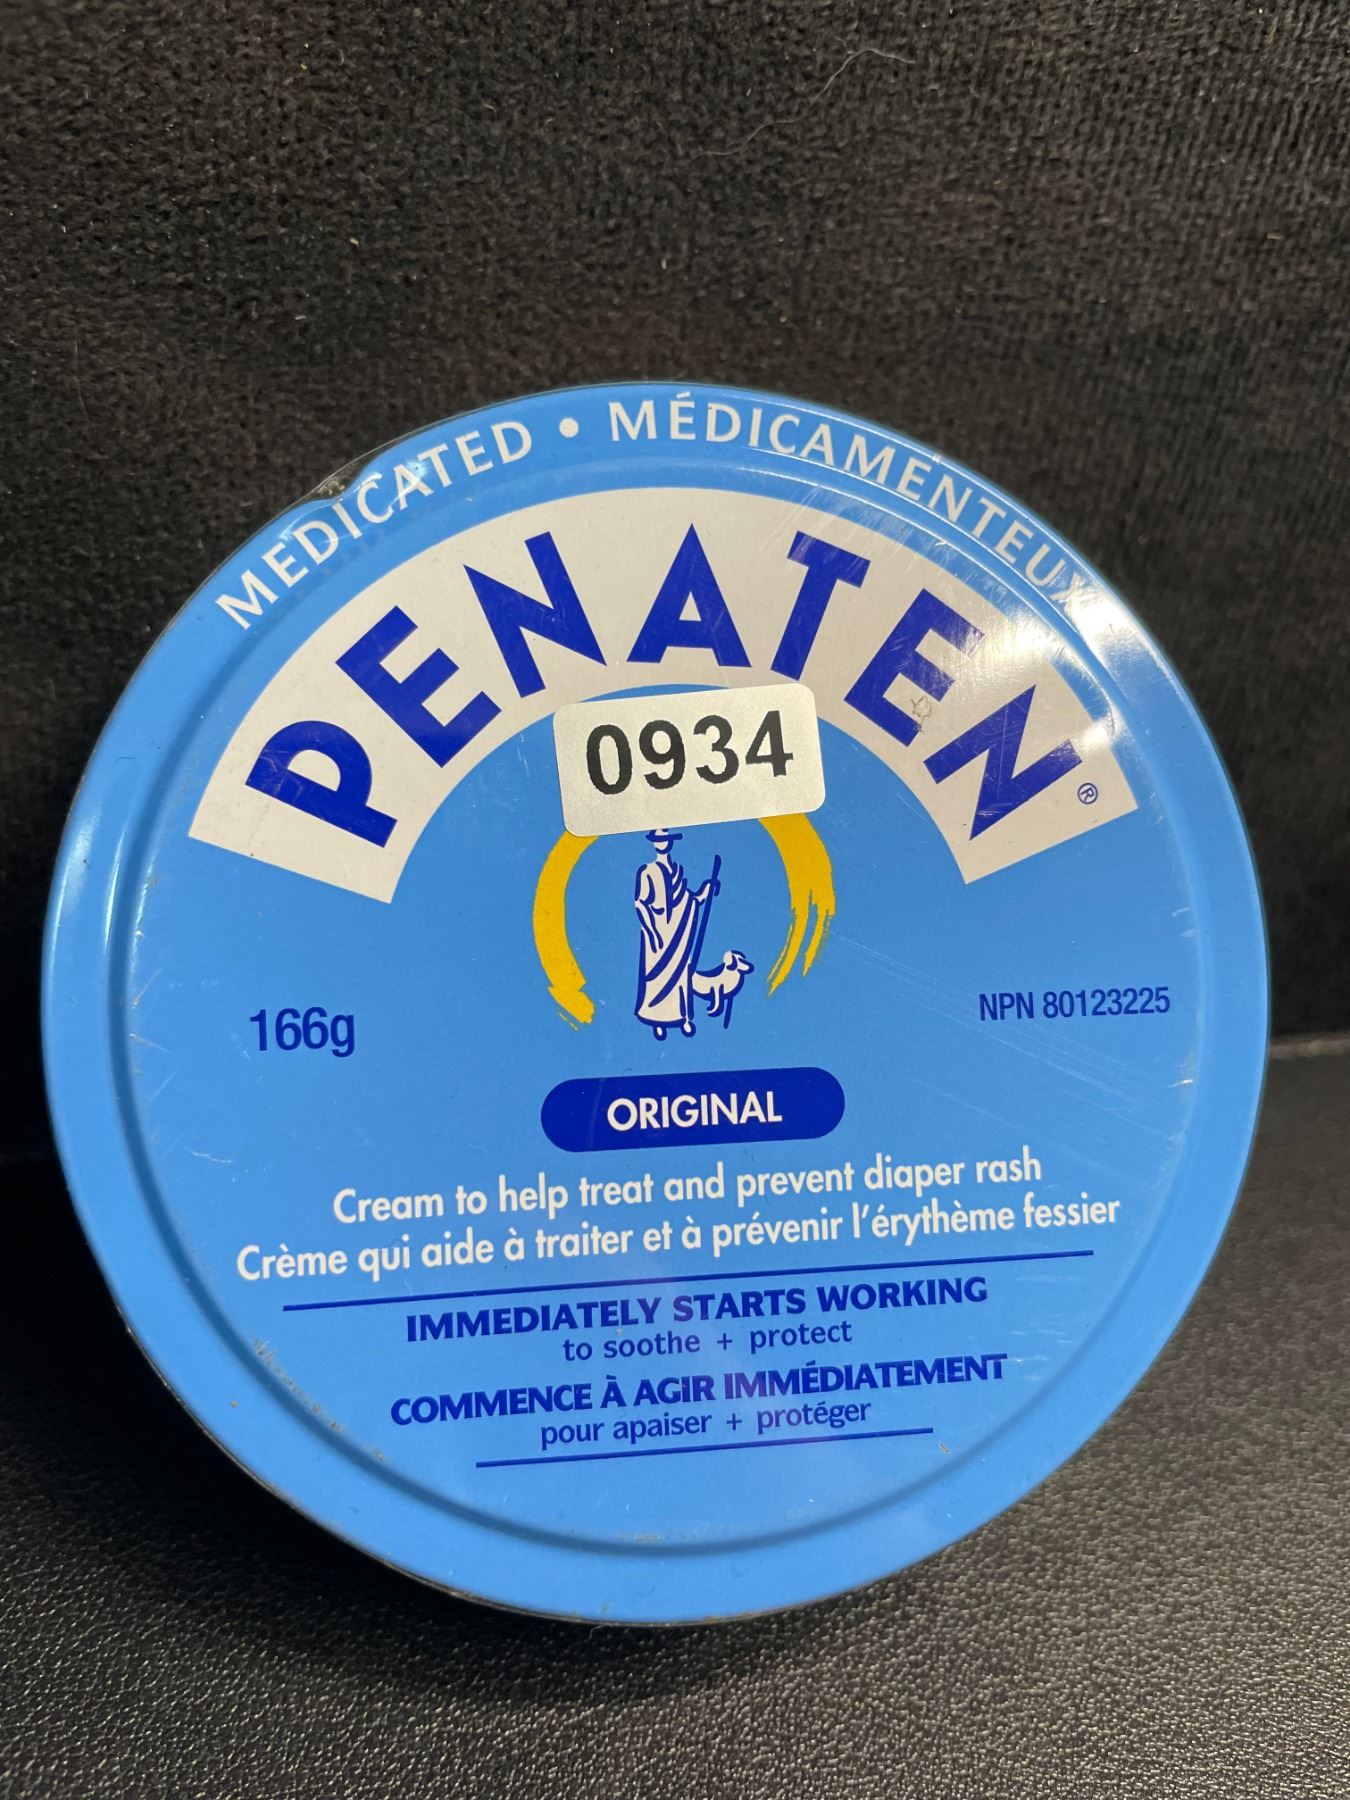 MEDICATED • MÉDICAMENTEUX
PENATEN®
0934
166g
NPN 80123225
ORIGINAL
Cream to help treat and prevent diaper rash
Crème qui aide à traiter et à prévenir l'érythème fessier
IMMEDIATELY STARTS WORKING
to soothe + protect
COMMENCE À AGIR IMMÉDIATEMENT
pour apaiser + protéger